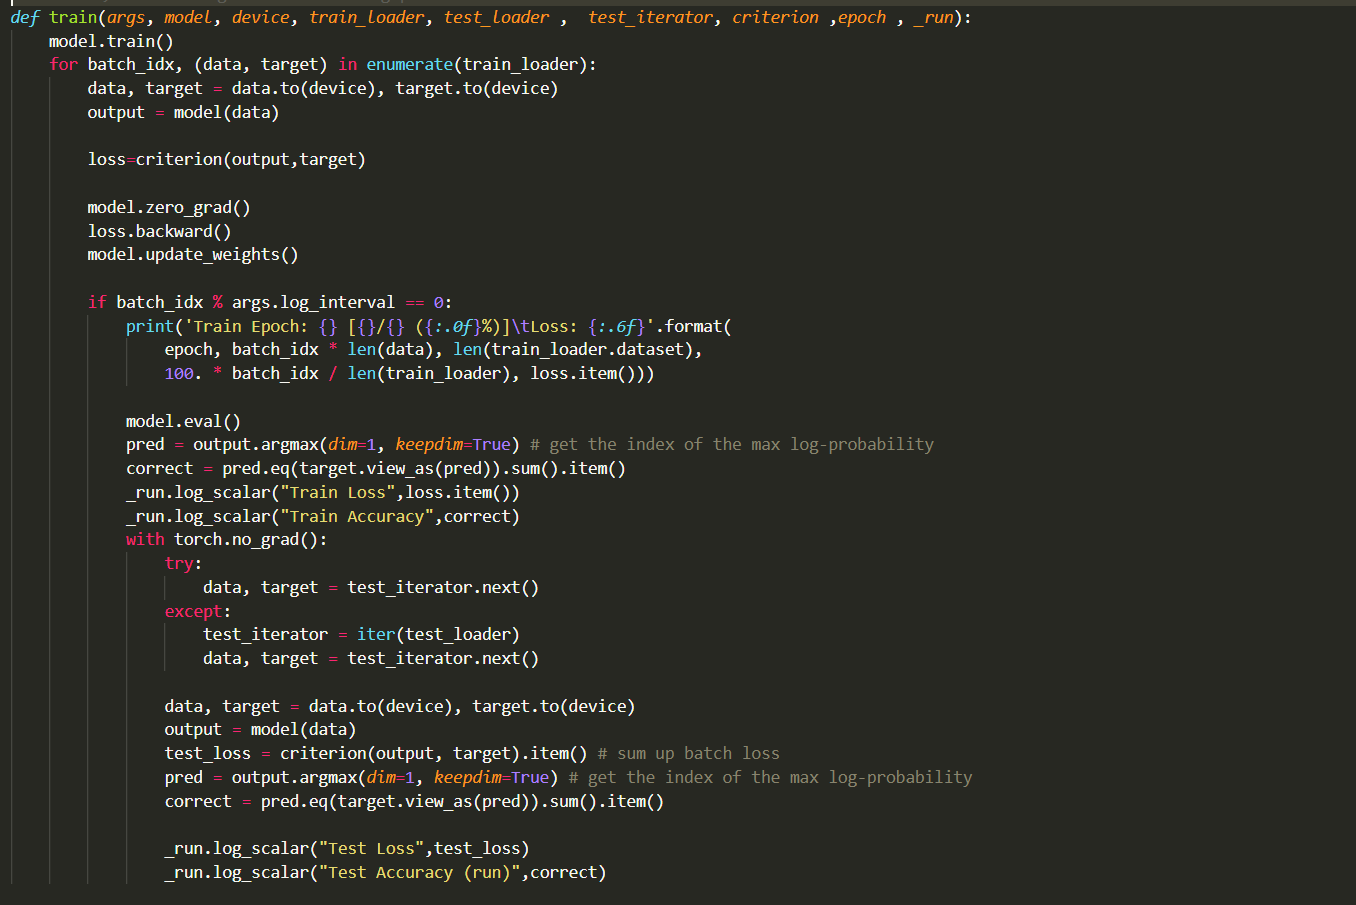 def train(args, model, device, train_loader, test_loader ,  test_iterator, criterion ,epoch , _run):
    model.train()
    for batch_idx, (data, target) in enumerate(train_loader):
        data, target = data.to(device), target.to(device)
        output = model(data)

        loss=criterion(output,target)

        model.zero_grad()
        loss.backward()
        model.update_weights()

        if batch_idx % args.log_interval == 0:
            print('Train Epoch: {} [{}/{} ({:.0f}%)]\tLoss: {:.6f}'.format(
                epoch, batch_idx * len(data), len(train_loader.dataset),
                100. * batch_idx / len(train_loader), loss.item()))

            model.eval()
            pred = output.argmax(dim=1, keepdim=True) # get the index of the max log-probability
            correct = pred.eq(target.view_as(pred)).sum().item()
            _run.log_scalar("Train Loss",loss.item())
            _run.log_scalar("Train Accuracy",correct)
            with torch.no_grad():
                try:
                    data, target = test_iterator.next()
                except:
                    test_iterator = iter(test_loader)
                    data, target = test_iterator.next()

                data, target = data.to(device), target.to(device)
                output = model(data)
                test_loss = criterion(output, target).item() # sum up batch loss
                pred = output.argmax(dim=1, keepdim=True) # get the index of the max log-probability
                correct = pred.eq(target.view_as(pred)).sum().item()

                _run.log_scalar("Test Loss",test_loss)
                _run.log_scalar("Test Accuracy (run)",correct)